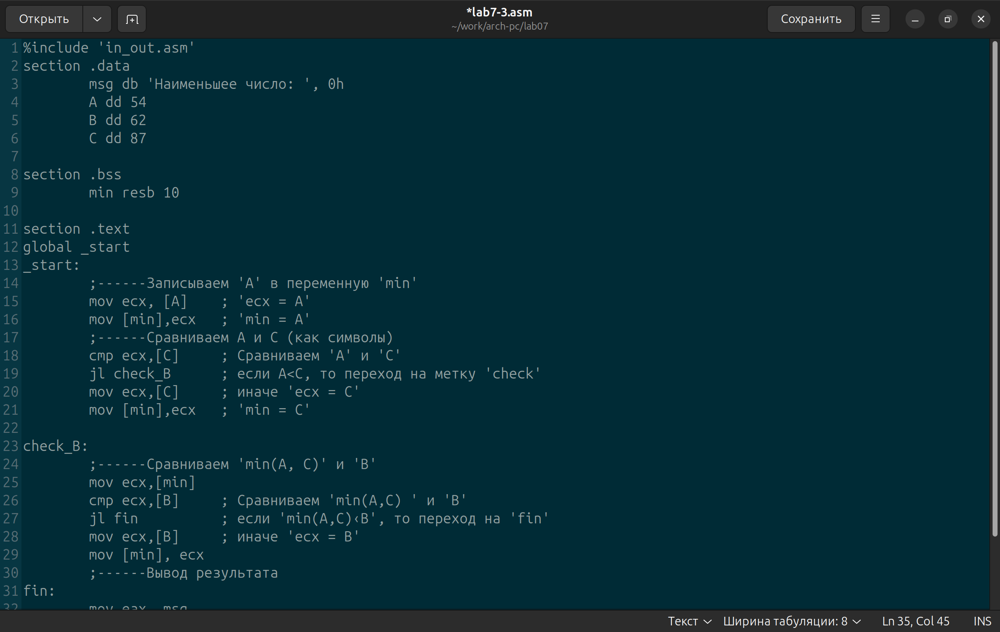 Открыть
*lab7-3.asm
~/work/arch-pc/lab07
Сохранить
1 %include 'in_out.asm'
2 section .data
3 msg db 'Наименьшее число: ', 0h
4 A dd 54
5 B dd 62
6 C dd 87
7
8 section .bss
9 min resb 10
10
11 section .text
12 global _start
13 _start:
14 ;------Записываем 'A' в переменную 'min'
15 mov ecx, [A] ; 'ecx = A'
16 mov [min],ecx ; 'min = A'
17 ;------Сравниваем A и С (как символы)
18 cmp ecx,[C] ; Сравниваем 'A' и 'С'
19 jl check_B ; если A<C, то переход на метку 'check'
20 mov ecx,[C] ; иначе 'ecx = C'
21 mov [min],ecx ; 'min = C'
22
23 check_B:
24 ;------Сравниваем 'min(A, C)' и 'B'
25 mov ecx,[min]
26 cmp ecx,[B] ; Сравниваем 'min(A,C) ' и 'B'
27 jl fin ; если 'min(A,C)‹B', то переход на 'fin'
28 mov ecx,[B] ; иначе 'ecx = B'
29 mov [min], ecx
30 ;------Вывод результата
31 fin:
32 mov eax, msg
Текст Ширина табуляции: 8 Ln 35, Col 45 INS